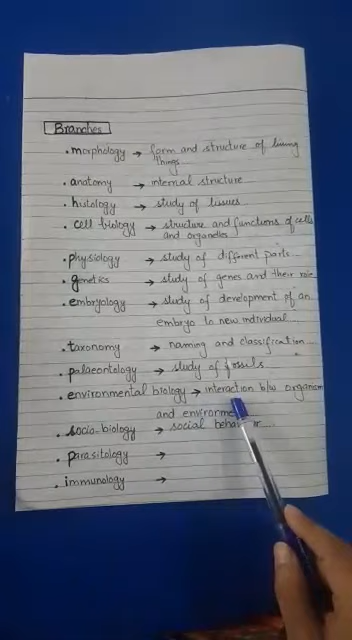 Branches
. morphology → form and structure of living
things
. anatomy → internal structure
. histology → study of tissues
. cell biology → structure and functions of cells
and organelles
. physiology → study of different parts..
. genetics → study of genes and their role
. embryology → study of development of an
embryo to new individual...
. taxonomy → naming and classification...
. palaeontology → study of fossils
. environmental biology → interaction b/w organism
and environment
. socio-biology → social behavior...
. parasitology →
. immunology →